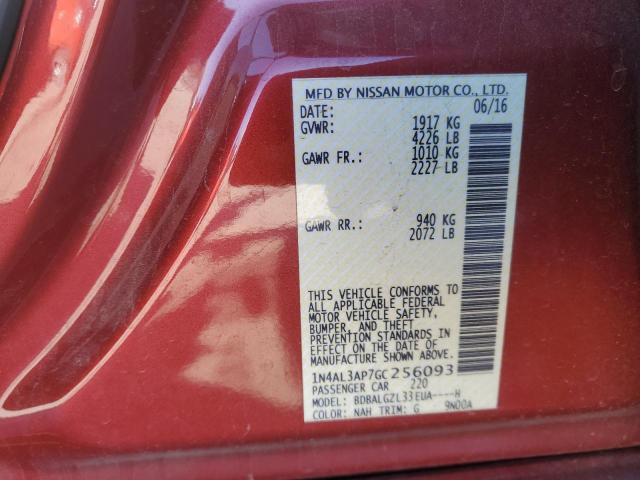 MFD BY NISSAN MOTOR CO., LTD.
DATE: 06/16
GVWR: 1917 KG
4226 LB
GAWR FR.: 1010 KG
2227 LB
GAWR RR.: 940 KG
2072 LB
THIS VEHICLE CONFORMS TO
ALL APPLICABLE FEDERAL
MOTOR VEHICLE SAFETY,
BUMPER, AND THEFT
PREVENTION STANDARDS IN
EFFECT ON THE DATE OF
MANUFACTURE SHOWN ABOVE.
1N4AL3AP7GC256093
PASSENGER CAR 220
MODEL: BDBALGZL33EUA----H
COLOR: NAH TRIM: G 9N00A